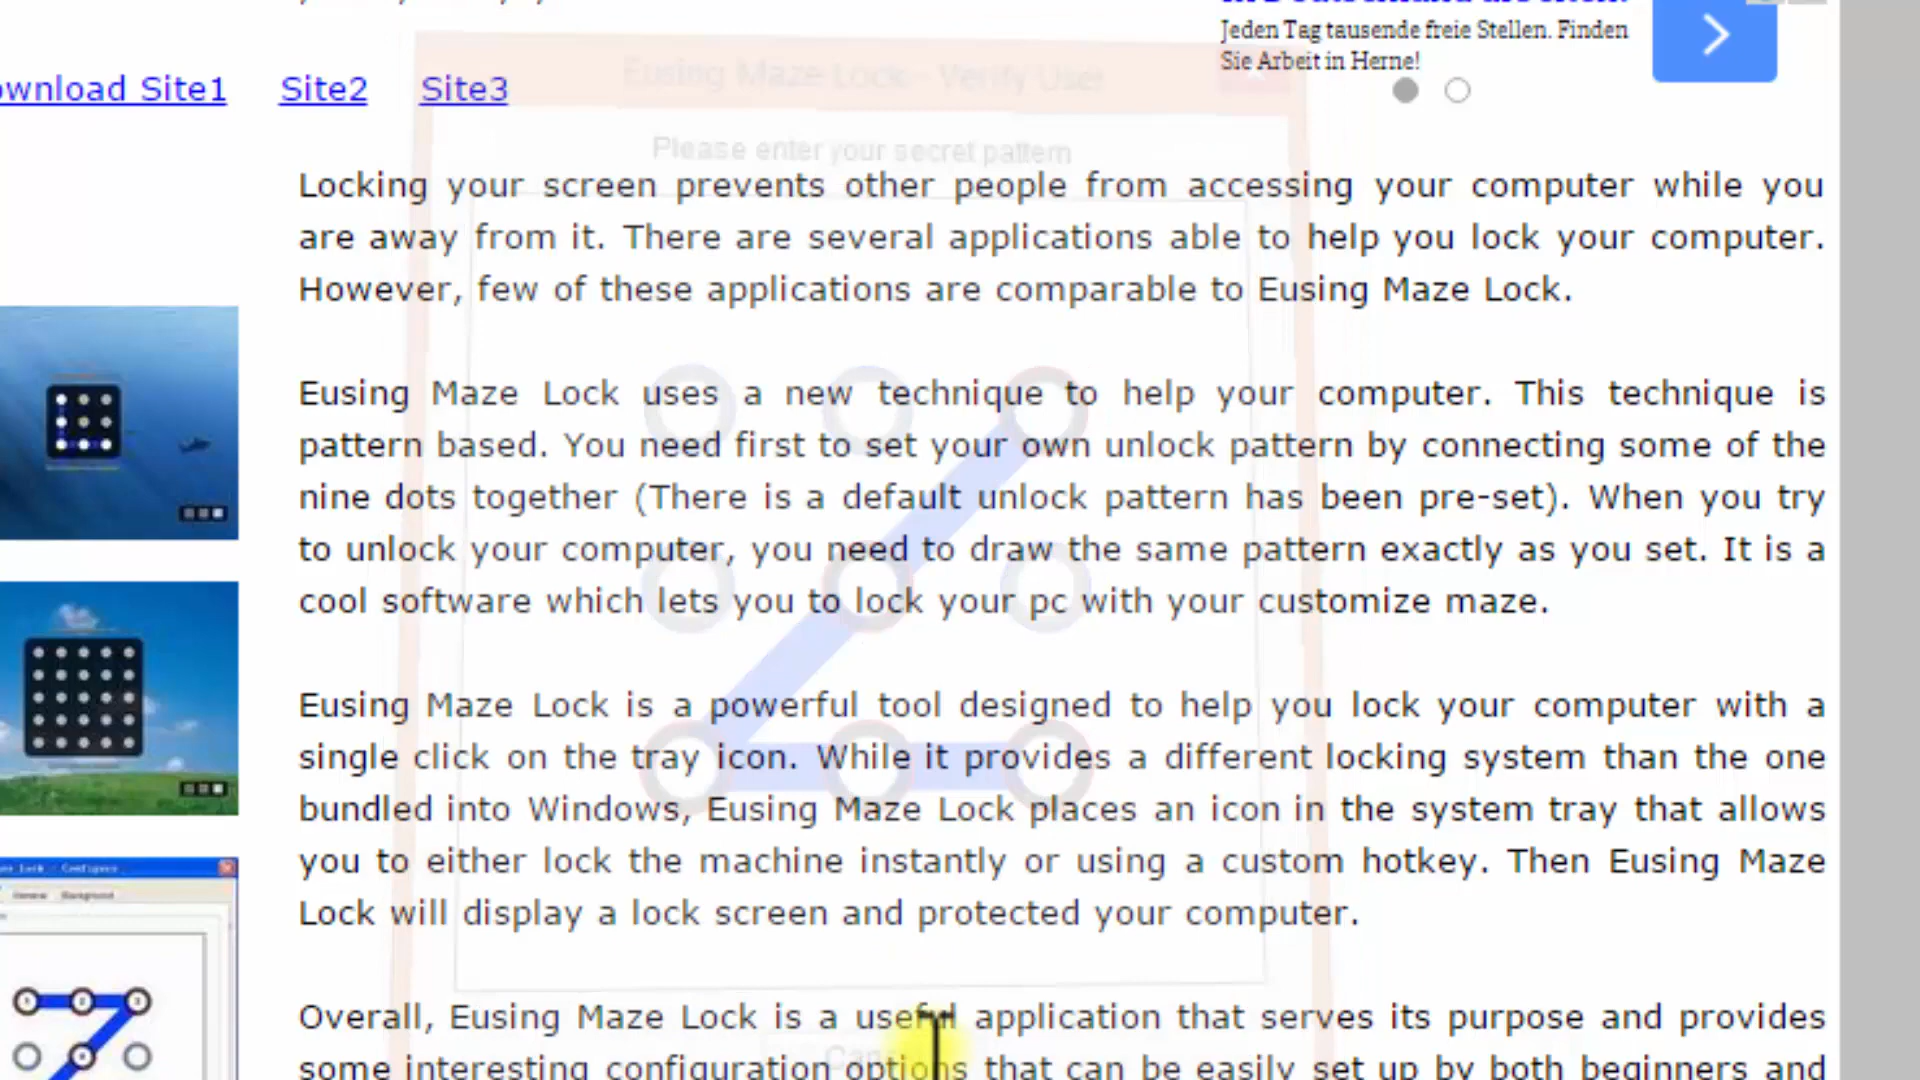 Jeden Tag tausende freie Stellen. Finden
Sie Arbeit in Herne!
ownload Site1 Site2 Site3
Eusing Maze Lock - Verify User
Please enter your secret pattern
Locking your screen prevents other people from accessing your computer while you
are away from it. There are several applications able to help you lock your computer.
However, few of these applications are comparable to Eusing Maze Lock.
Eusing Maze Lock uses a new technique to help your computer. This technique is
pattern based. You need first to set your own unlock pattern by connecting some of the
nine dots together (There is a default unlock pattern has been pre-set). When you try
to unlock your computer, you need to draw the same pattern exactly as you set. It is a
cool software which lets you to lock your pc with your customize maze.
Eusing Maze Lock is a powerful tool designed to help you lock your computer with a
single click on the tray icon. While it provides a different locking system than the one
bundled into Windows, Eusing Maze Lock places an icon in the system tray that allows
you to either lock the machine instantly or using a custom hotkey. Then Eusing Maze
Lock will display a lock screen and protected your computer.
Overall, Eusing Maze Lock is a useful application that serves its purpose and provides
some interesting configuration options that can be easily set up by both beginners and